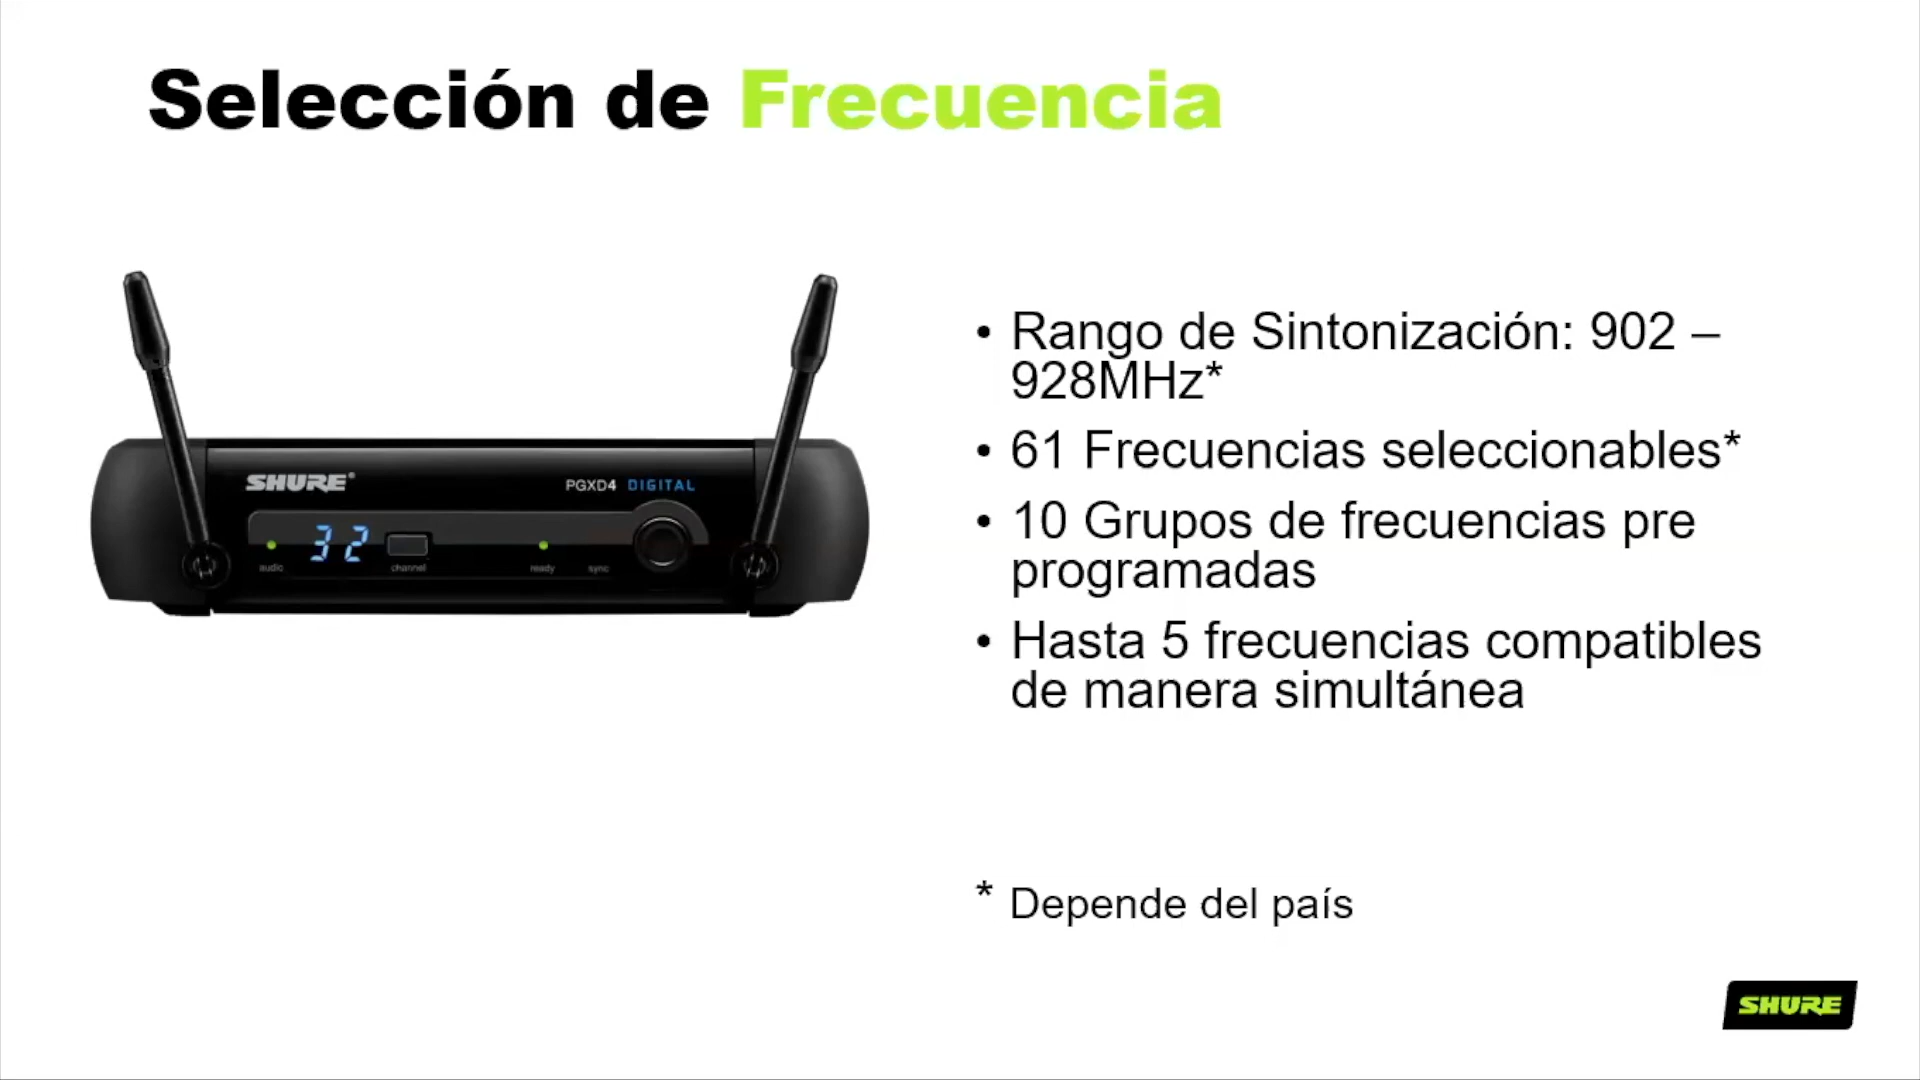 Selección de Frecuencia
SHURE®
PGXD4 DIGITAL
32
audio
channel
ready
sync
• Rango de Sintonización: 902 –
928MHz*
• 61 Frecuencias seleccionables*
• 10 Grupos de frecuencias pre
programadas
• Hasta 5 frecuencias compatibles
de manera simultánea
* Depende del país
SHURE